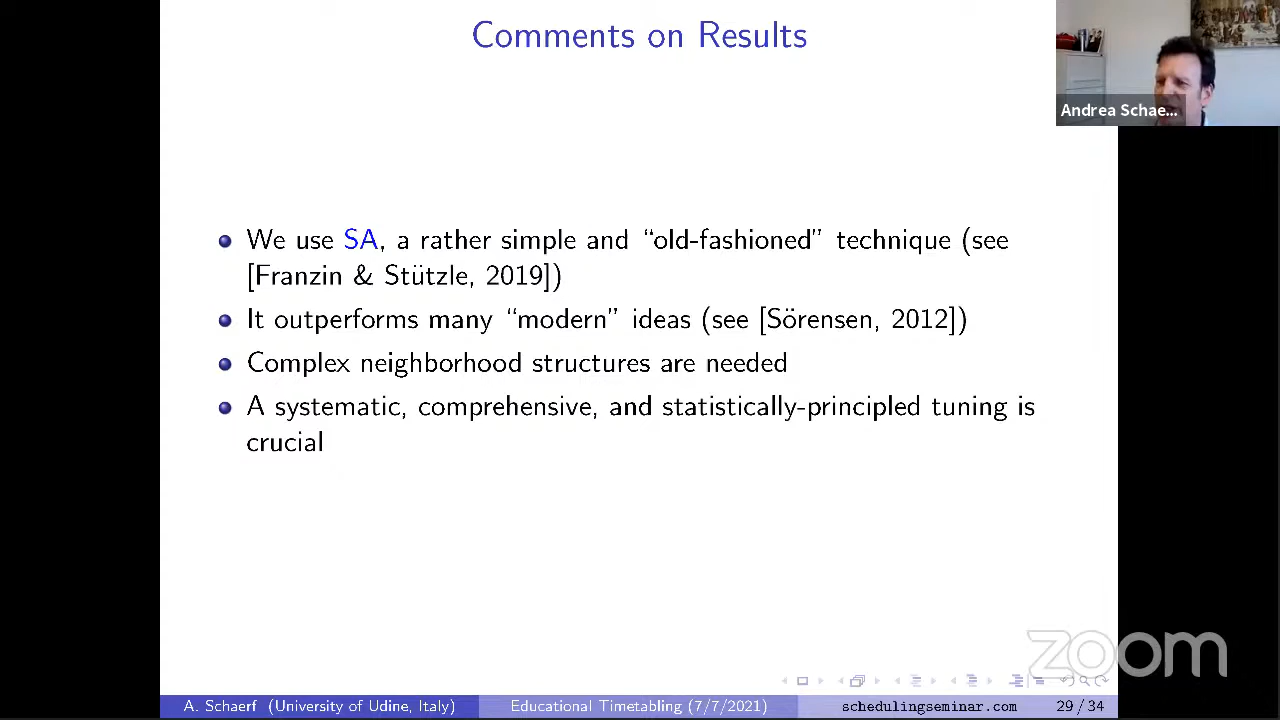 Comments on Results
Andrea Schae...
We use SA, a rather simple and “old-fashioned” technique (see
[Franzin & Stützle, 2019])
It outperforms many “modern” ideas (see [Sörensen, 2012])
Complex neighborhood structures are needed
A systematic, comprehensive, and statistically-principled tuning is
crucial
zoom
A. Schaerf (University of Udine, Italy)
Educational Timetabling (7/7/2021)
schedulingseminar.com
29 / 34